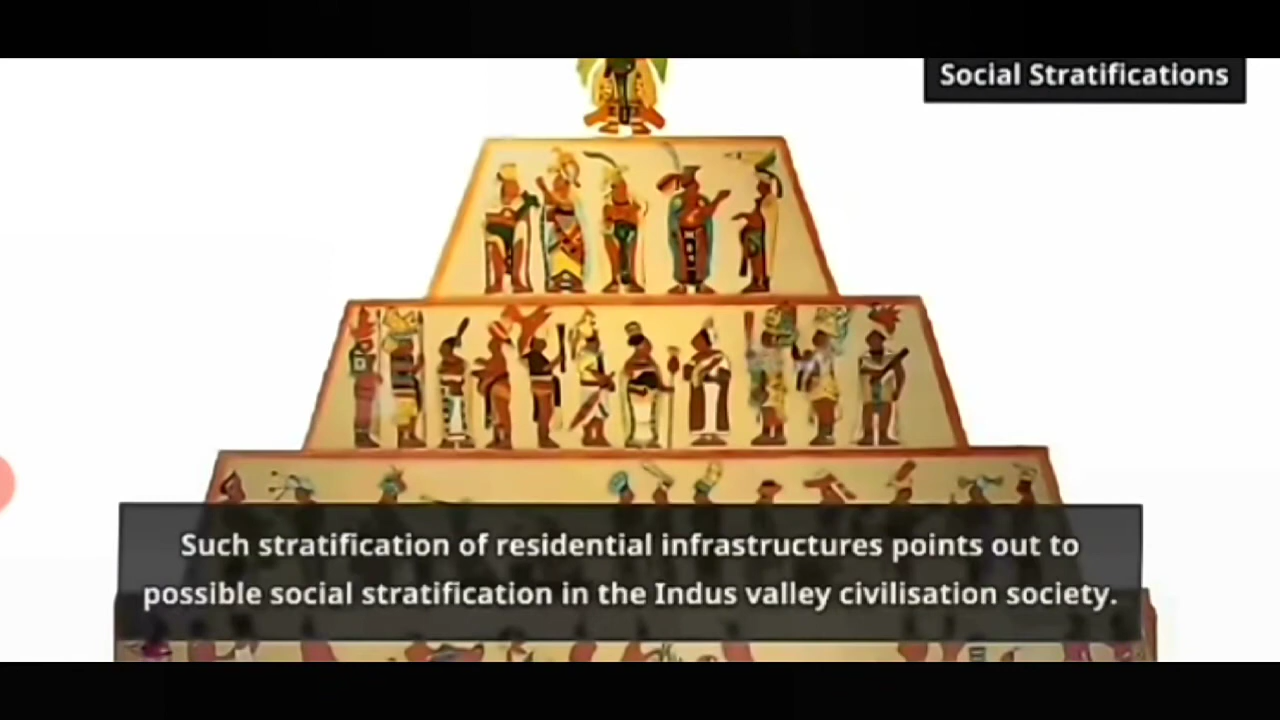 Social Stratifications
Such stratification of residential infrastructures points out to
possible social stratification in the Indus valley civilisation society.